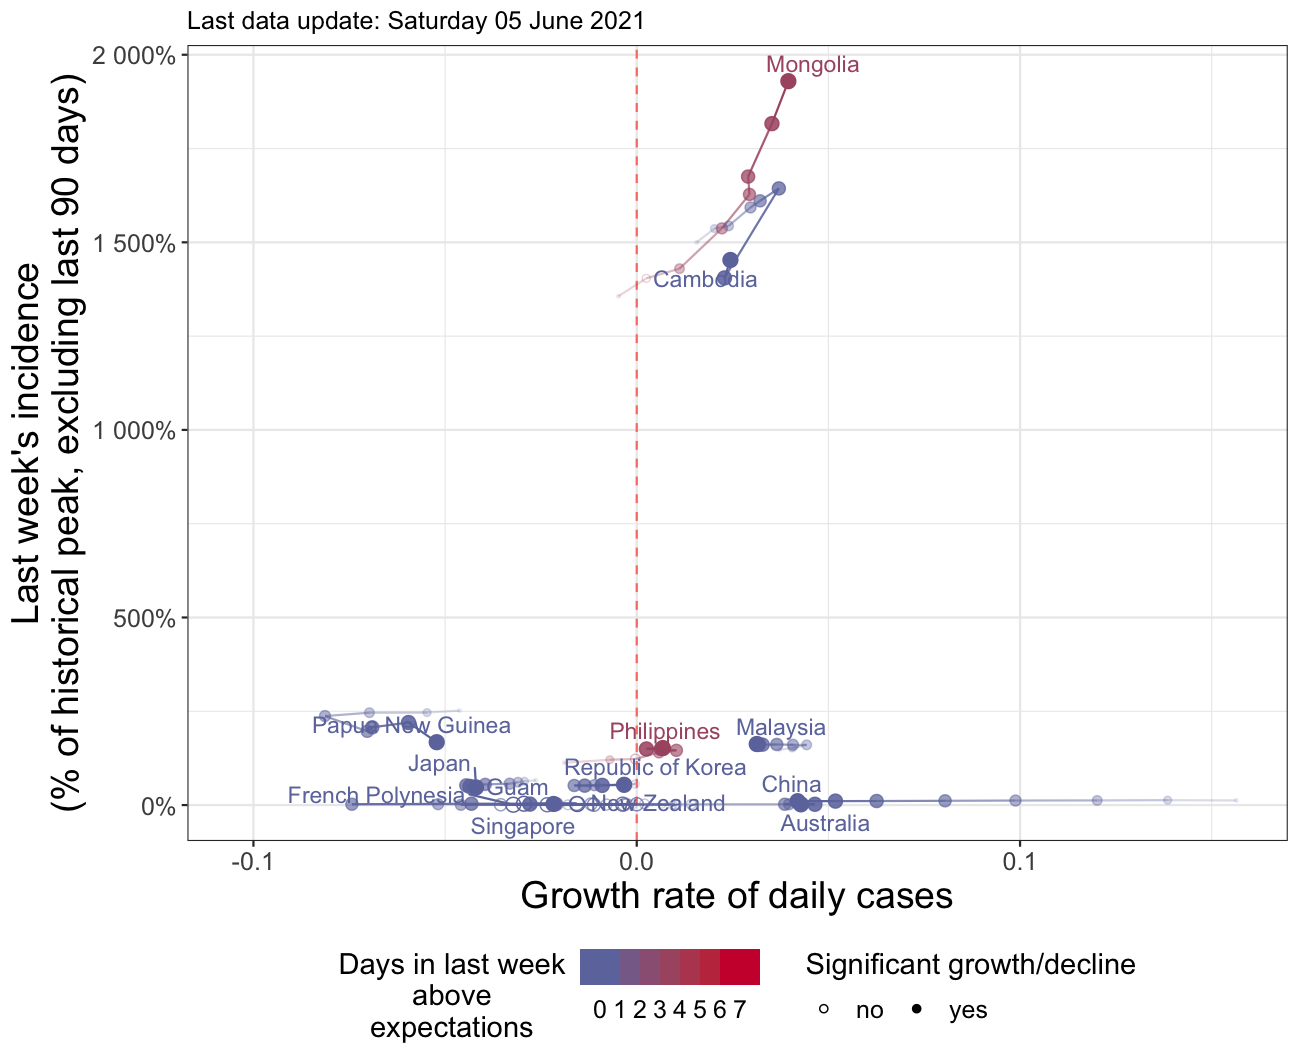 Last data update: Saturday 05 June 2021
Last week's incidence
(% of historical peak, excluding last 90 days)
2 000%
1 500%
1 000%
500%
0%
Mongolia
Cambodia
Papua New Guinea
Philippines
Malaysia
Japan
Republic of Korea
French Polynesia
Guam
China
New Zealand
Singapore
Australia
-0.1
0.0
0.1
Growth rate of daily cases
Days in last week
above
expectations
0 1 2 3 4 5 6 7
Significant growth/decline
no
yes